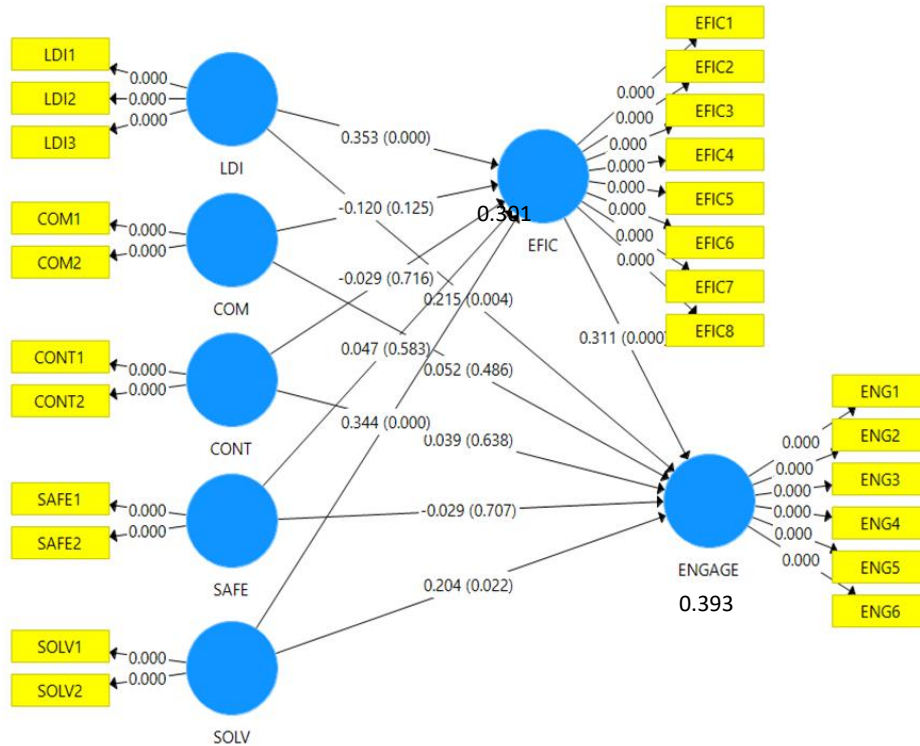 LDI1
LDI2
LDI3
0.000
0.000
0.000
LDI
COM1
COM2
0.000
0.000
COM
CONT1
CONT2
0.000
0.000
CONT
SAFE1
SAFE2
0.000
0.000
SAFE
SOLV1
SOLV2
0.000
0.000
SOLV
0.353 (0.000)
-0.120 (0.125)
-0.029 (0.716)
0.047 (0.583)
0.344 (0.000)
0.215 (0.004)
0.052 (0.486)
0.039 (0.638)
-0.029 (0.707)
0.204 (0.022)
0.301
EFIC
0.311 (0.000)
0.000
0.000
0.000
0.000
0.000
0.000
0.000
0.000
EFIC1
EFIC2
EFIC3
EFIC4
EFIC5
EFIC6
EFIC7
EFIC8
ENGAGE
0.393
0.000
0.000
0.000
0.000
0.000
0.000
ENG1
ENG2
ENG3
ENG4
ENG5
ENG6